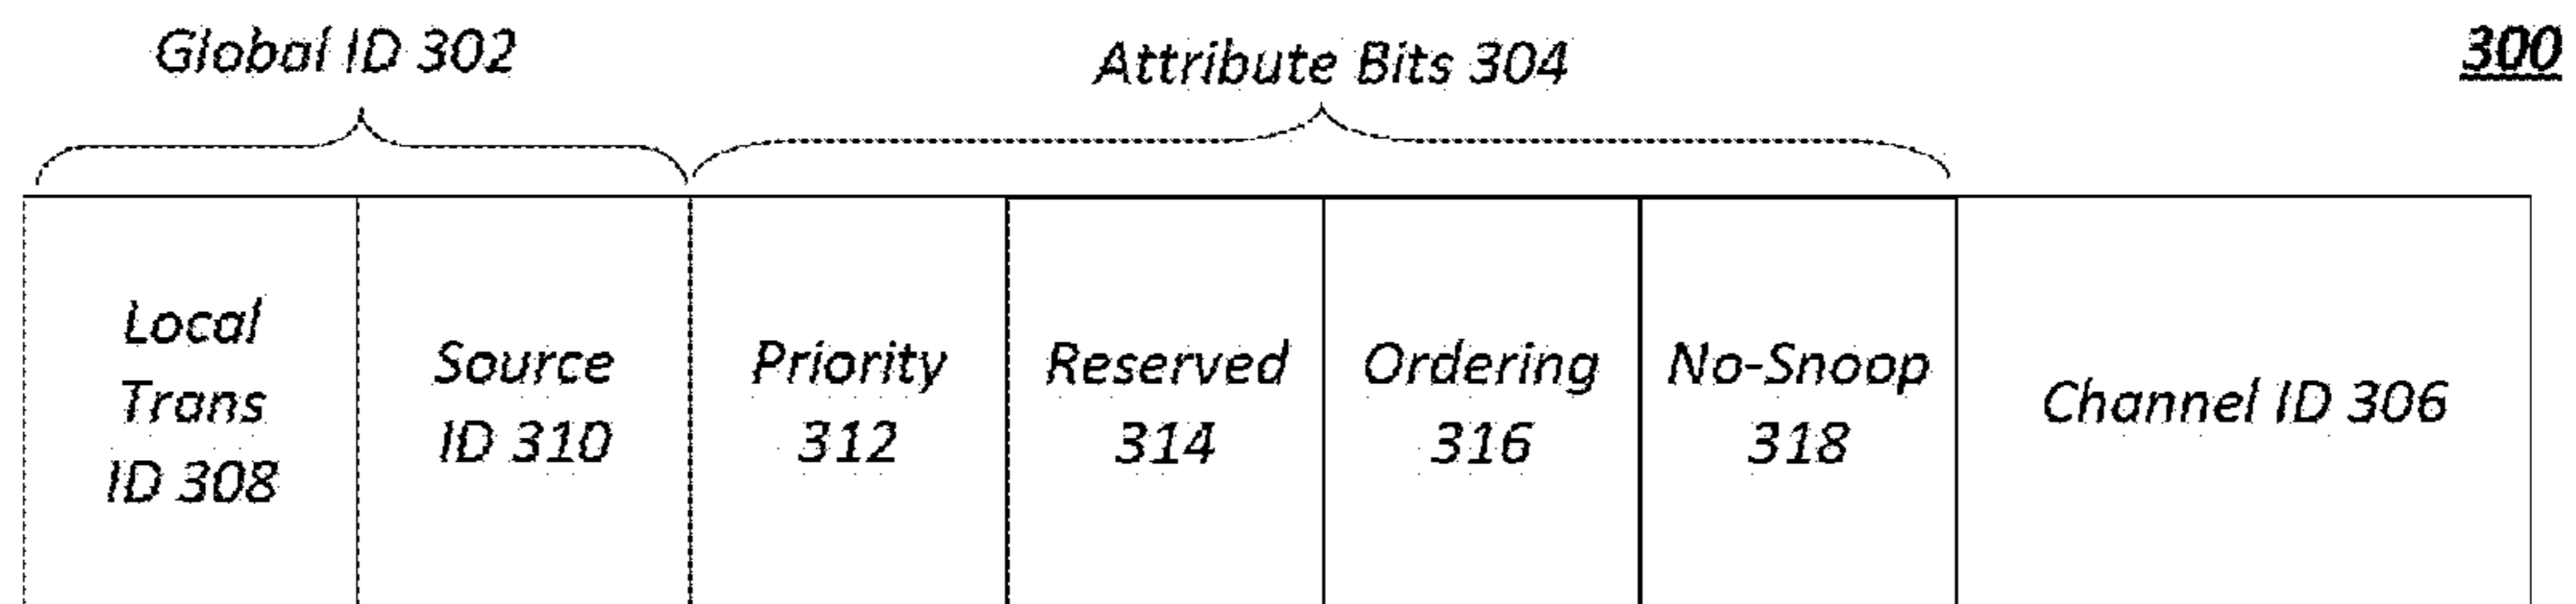 Global ID 302
Attribute Bits 304
300
Local
Trans
ID 308
Source
ID 310
Priority
312
Reserved
314
Ordering
316
No-Snoop
318
Channel ID 306